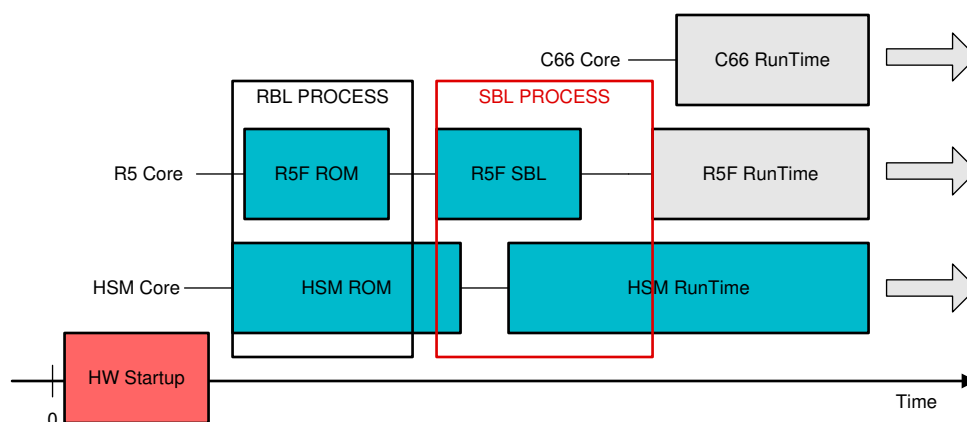 C66 Core
C66 RunTime
RBL PROCESS
SBL PROCESS
R5 Core
R5F ROM
R5F SBL
R5F RunTime
HSM Core
HSM ROM
HSM RunTime
HW Startup
0
Time